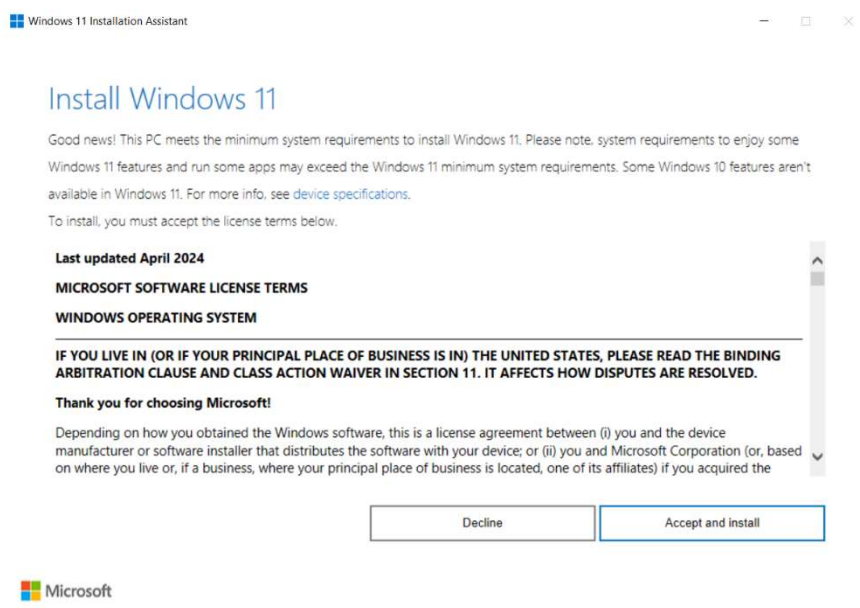 Windows 11 Installation Assistant
Install Windows 11
Good news! This PC meets the minimum system requirements to install Windows 11. Please note, system requirements to enjoy some
Windows 11 features and run some apps may exceed the Windows 11 minimum system requirements. Some Windows 10 features aren't
available in Windows 11. For more info, see device specifications.
To install, you must accept the license terms below.
Last updated April 2024
MICROSOFT SOFTWARE LICENSE TERMS
WINDOWS OPERATING SYSTEM
IF YOU LIVE IN (OR IF YOUR PRINCIPAL PLACE OF BUSINESS IS IN) THE UNITED STATES, PLEASE READ THE BINDING
ARBITRATION CLAUSE AND CLASS ACTION WAIVER IN SECTION 11. IT AFFECTS HOW DISPUTES ARE RESOLVED.
Thank you for choosing Microsoft!
Depending on how you obtained the Windows software, this is a license agreement between (i) you and the device
manufacturer or software installer that distributes the software with your device; or (ii) you and Microsoft Corporation (or, based
on where you live or, if a business, where your principal place of business is located, one of its affiliates) if you acquired the
Decline
Accept and install
Microsoft